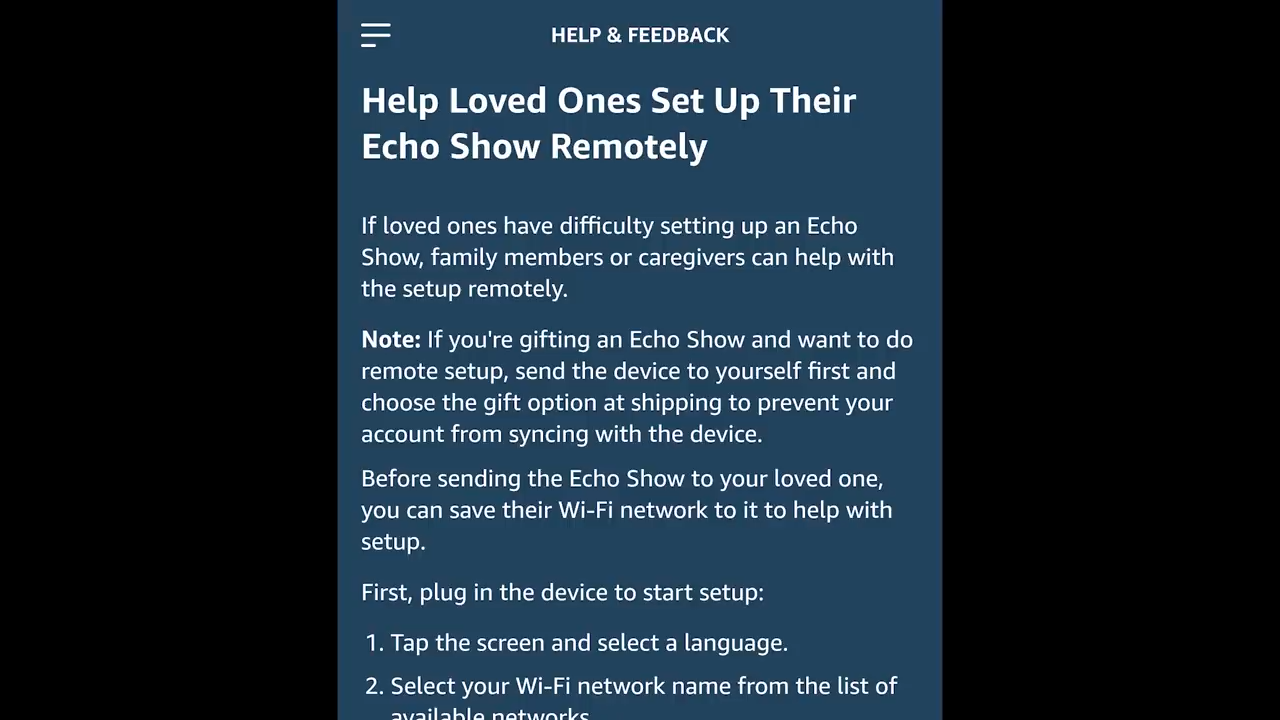 HELP & FEEDBACK
Help Loved Ones Set Up Their
Echo Show Remotely
If loved ones have difficulty setting up an Echo
Show, family members or caregivers can help with
the setup remotely.
Note: If you're gifting an Echo Show and want to do
remote setup, send the device to yourself first and
choose the gift option at shipping to prevent your
account from syncing with the device.
Before sending the Echo Show to your loved one,
you can save their Wi-Fi network to it to help with
setup.
First, plug in the device to start setup:
1. Tap the screen and select a language.
2. Select your Wi-Fi network name from the list of
available networks.